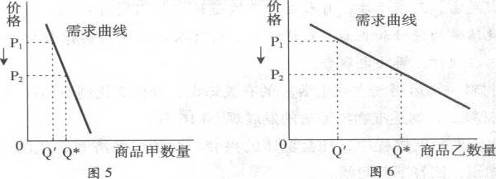 价格
需求曲线
P₁
P₂
0
Q' Q*
商品甲数量
图 5
价格
需求曲线
P₁
P₂
0
Q'
Q*
商品乙数量
图 6